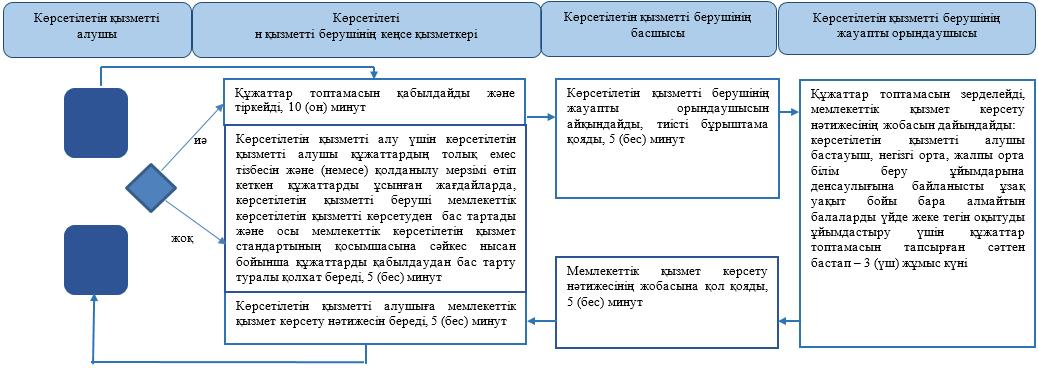 Көрсетілетін қызметті
алушы
Көрсетілеті
н қызметті берушінің кеңсе қызметкері
Көрсетілетін қызметті берушінің
басшысы
Көрсетілетін қызметті берушінің
жауапты орындаушысы
Құжаттар топтамасын қабылдайды және
тіркейді, 10 (он) минут
иә
жоқ
Көрсетілетін қызметті алу үшін көрсетілетін
қызметті алушы құжаттардың толық емес
тізбесін және (немесе) қолданылу мерзімі өтіп
кеткен құжаттарды ұсынған жағдайларда,
көрсетілетін қызметті беруші мемлекеттік
көрсетілетін қызметті көрсетуден бас тартады
және осы мемлекеттік көрсетілетін қызмет
стандартының қосымшасына сәйкес нысан
бойынша құжаттарды қабылдаудан бас тарту
туралы қолхат береді, 5 (бес) минут
Көрсетілетін қызметті алушыға мемлекеттік
қызмет көрсету нәтижесін береді, 5 (бес) минут
Көрсетілетін қызметті берушінің
жауапты орындаушысын
айқындайды, тиісті бұрыштама
қояды, 5 (бес) минут
Мемлекеттік қызмет көрсету
нәтижесінің жобасына қол қояды,
5 (бес) минут
Құжаттар топтамасын зерделейді,
мемлекеттік қызмет көрсету
нәтижесінің жобасын дайындайды:
көрсетілетін қызметті алушы
бастауыш, негізгі орта, жалпы орта
білім беру ұйымдарына
денсаулығына байланысты ұзақ
уақыт бойы бара алмайтын
балаларды үйде жеке тегін оқытуды
ұйымдастыру үшін құжаттар
топтамасын тапсырған сәттен
бастап – 3 (үш) жұмыс күні